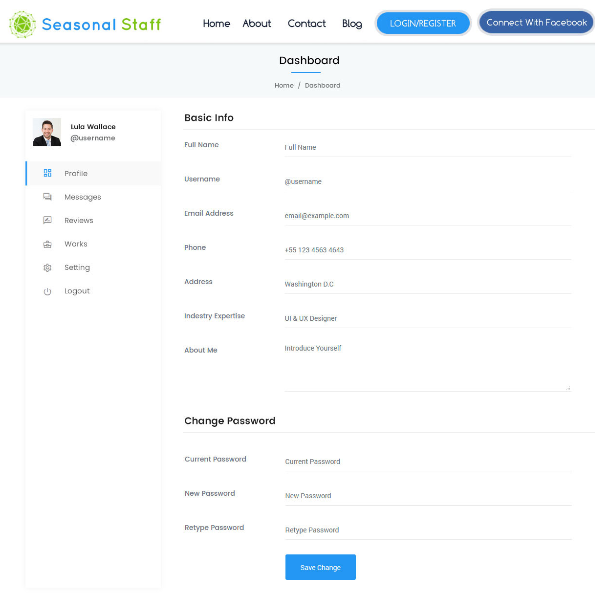 Seasonal Staff
Home About Contact Blog LOGIN/REGISTER Connect With Facebook
Dashboard
Home / Dashboard
Lula Wallace
@username
Profile
Messages
Reviews
Works
Setting
Logout
Basic Info
Full Name Full Name
Username @username
Email Address email@example.com
Phone +55 123 4563 4643
Address Washington D.C
Indestry Expertise UI & UX Designer
About Me Introduce Yourself
Change Password
Current Password Current Password
New Password New Password
Retype Password Retype Password
Save Change